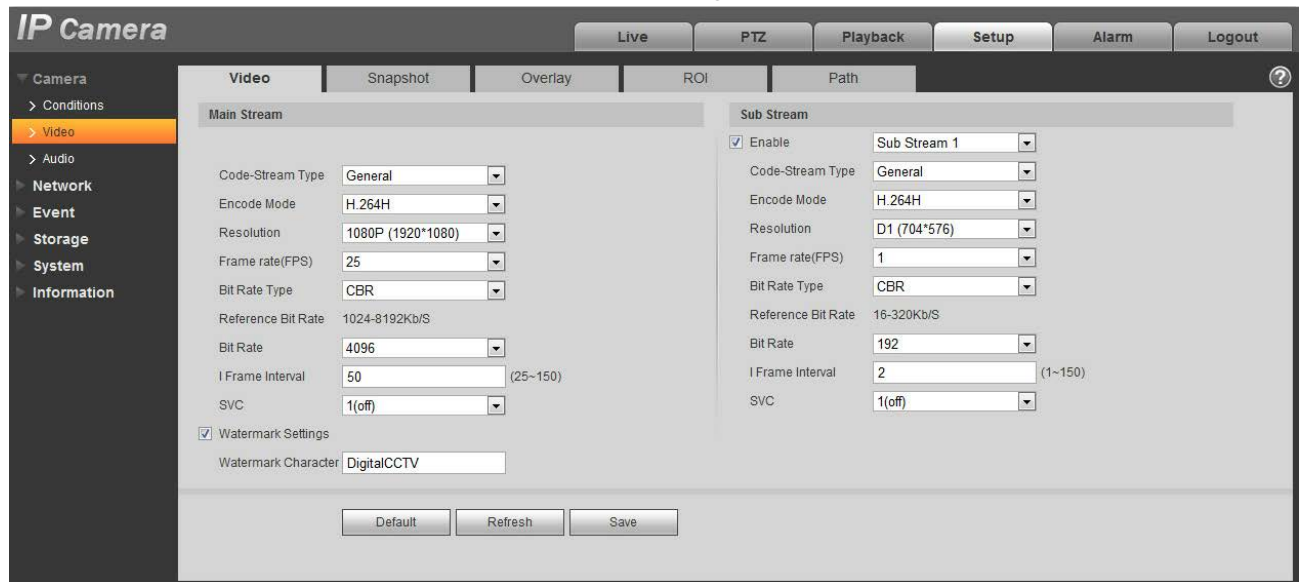 IP Camera
Live PTZ Playback Setup Alarm Logout
Camera
> Conditions
> Video
> Audio
Network
Event
Storage
System
Information
Video Snapshot Overlay ROI Path ?
Main Stream
Code-Stream Type General
Encode Mode H.264H
Resolution 1080P (1920*1080)
Frame rate(FPS) 25
Bit Rate Type CBR
Reference Bit Rate 1024-8192Kb/S
Bit Rate 4096
I Frame Interval 50 (25~150)
SVC 1(off)
Watermark Settings
Watermark Character DigitalCCTV
Sub Stream
Enable Sub Stream 1
Code-Stream Type General
Encode Mode H.264H
Resolution D1 (704*576)
Frame rate(FPS) 1
Bit Rate Type CBR
Reference Bit Rate 16-320Kb/S
Bit Rate 192
I Frame Interval 2 (1~150)
SVC 1(off)
Default Refresh Save